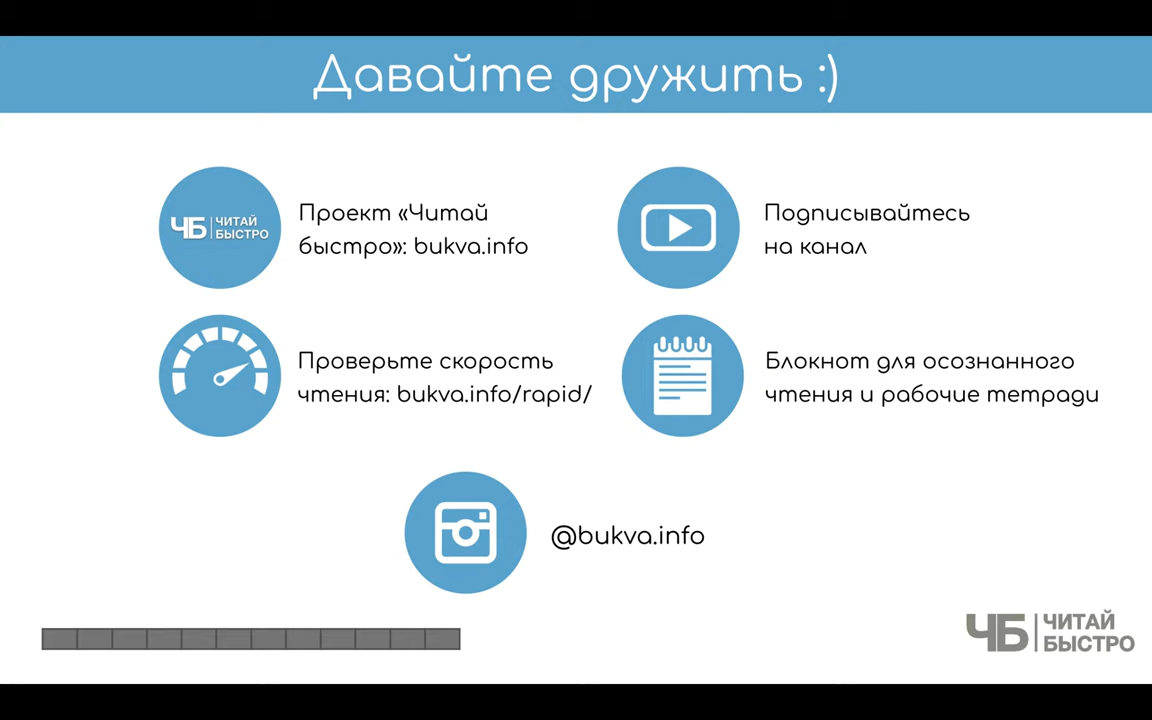 Давайте дружить :)
ЧБ ЧИТАЙ
БЫСТРО
Проект «Читай
быстро»: bukva.info
Подписывайтесь
на канал
Проверьте скорость
чтения: bukva.info/rapid/
Блокнот для осознанного
чтения и рабочие тетради
@bukva.info
ЧБ ЧИТАЙ
БЫСТРО